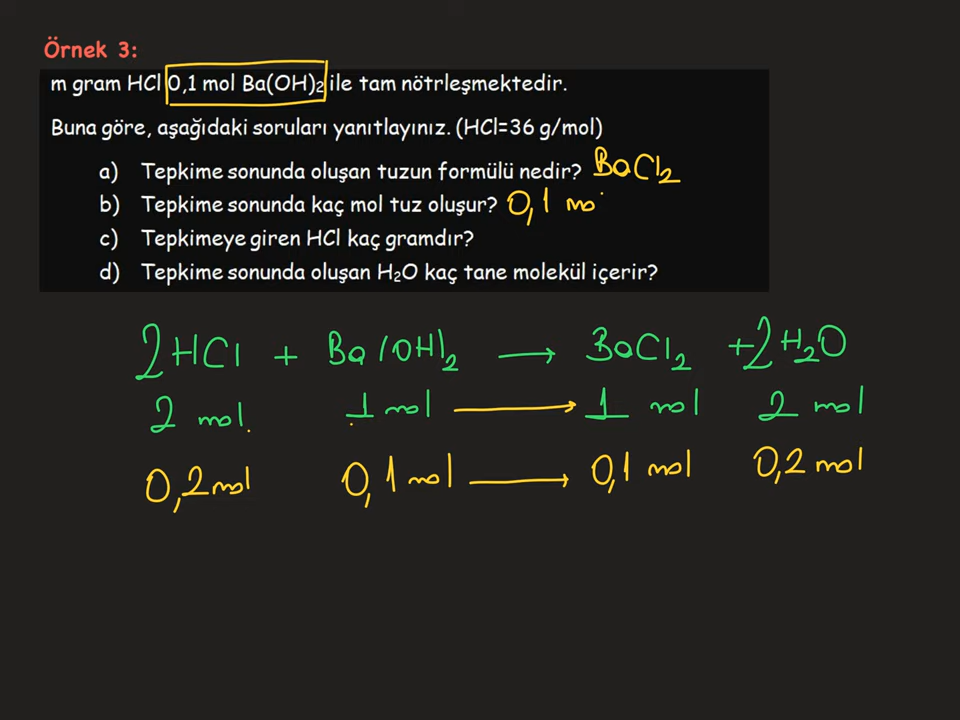 Örnek 3:
m gram HCl 0,1 mol Ba(OH)₂ ile tam nötrleşmektedir.
Buna göre, aşağıdaki soruları yanıtlayınız. (HCl=36 g/mol)
a) Tepkime sonunda oluşan tuzun formülü nedir? BaCl₂
b) Tepkime sonunda kaç mol tuz oluşur? 0,1 mo
c) Tepkimeye giren HCl kaç gramdır?
d) Tepkime sonunda oluşan H₂O kaç tane molekül içerir?
2HCl + Ba(OH)₂ → BaCl₂ + 2H₂O
2 mol 1 mol → 1 mol 2 mol
0,2 mol 0,1 mol → 0,1 mol 0,2 mol